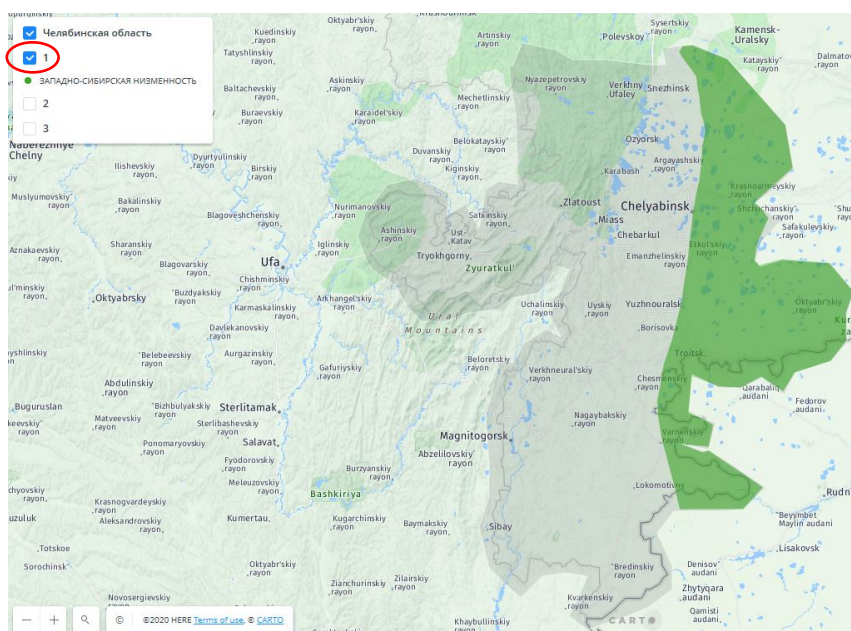 Челябинская область
1
ЗАПАДНО-СИБИРСКАЯ НИЗМЕННОСТЬ
2
3
Oktyabr'skiy
rayon
Kuedinskiy
rayon
Tatyshlinskiy
rayon
Artinskiy
rayon
Polevskoy
Sysertskiy
rayon
Kamensk-
Uralsky
Katayskiy
rayon
Dalmato
rayon
Baltachevskiy
rayon
Askinskiy
rayon
Nyazepetrovskiy
rayon
Verkhny
Ufaley
Snezhinsk
Mechetlinskiy
rayon
Buraevskiy
rayon
Karaidel'skiy
rayon
Naberezhnye
Chelny
Ilishevskiy
rayon
Dyurtyulinskiy
rayon
Birskiy
rayon
Duvanskiy
rayon
Belokatayskiy
rayon
Kiginskiy
rayon
Ozyorsk
Argayashskiy
rayon
Karabash
Muslyumovskiy
rayon
Bakalinskiy
rayon
Blagoveshchenskiy
rayon
Nurimanovskiy
rayon
Ashinskiy
rayon
Satkinskiy
rayon
Ust-
Katav
Zlatoust
Miass
Chelyabinsk
Chebarkul
Krasnoarmeyskiy
rayon
Shchuchanskiy
rayon
Safakulevskiy
rayon
Aznakaevskiy
rayon
Sharanskiy
rayon
Blagovarskiy
rayon
Ufa
Iglinskiy
rayon
Tryokhgorny
Zyuratkul'
Emanzhelinskiy
rayon
Etkul'skiy
rayon
Chishminskiy
rayon
Oktyabrsky
Buzdyakskiy
rayon
Karmaskalinskiy
rayon
Arkhangel'skiy
rayon
Ural
Mountains
Uchalinskiy
rayon
Uyskiy
rayon
Yuzhnouralsk
Oktyabr'skiy
rayon
Davlekanovskiy
rayon
Borisovka
Belebeevskiy
rayon
Aurgazinskiy
rayon
Gafuriyskiy
rayon
Beloretskiy
rayon
Verkhneural'skiy
rayon
Troitsk
Chesmenskiy
rayon
Qarabaliq
audani
Fedorov
audani
Abdulinskiy
rayon
Buguruslan
Bizhbulyakskiy
rayon
Sterlitamak
Matveevskiy
rayon
Sterlibashevskiy
rayon
Nagaybakskiy
rayon
Varnenskiy
rayon
Ponomaryovskiy
rayon
Salavat
Magnitogorsk
Abzelilovskiy
rayon
Fyodorovskiy
rayon
Meleuzovskiy
rayon
Burzyanskiy
rayon
Bashkiriya
Lokomotivny
Rudn
Krasnogvardeyskiy
rayon
Aleksandrovskiy
rayon
Kumertau
Kugarchinskiy
rayon
Baymakskiy
rayon
Sibay
Beyymbet
Maylin audani
Lisakovsk
Totskoe
Sorochinsk
Oktyabr'skiy
rayon
Zianchurinskiy
rayon
Zilairskiy
rayon
Bredinskiy
rayon
Denisov
audani
Zhytyqara
audani
Novosergievskiy
rayon
Kvarkenskiy
rayon
Qamisti
audani
Khaybullinskiy
rayon
CARTO
©
©2020 HERE Terms of use, © CARTO